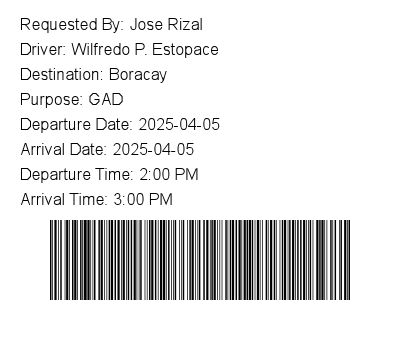 Requested By: Jose Rizal
Driver: Wilfredo P. Estopace
Destination: Boracay
Purpose: GAD
Departure Date: 2025-04-05
Arrival Date: 2025-04-05
Departure Time: 2:00 PM
Arrival Time: 3:00 PM